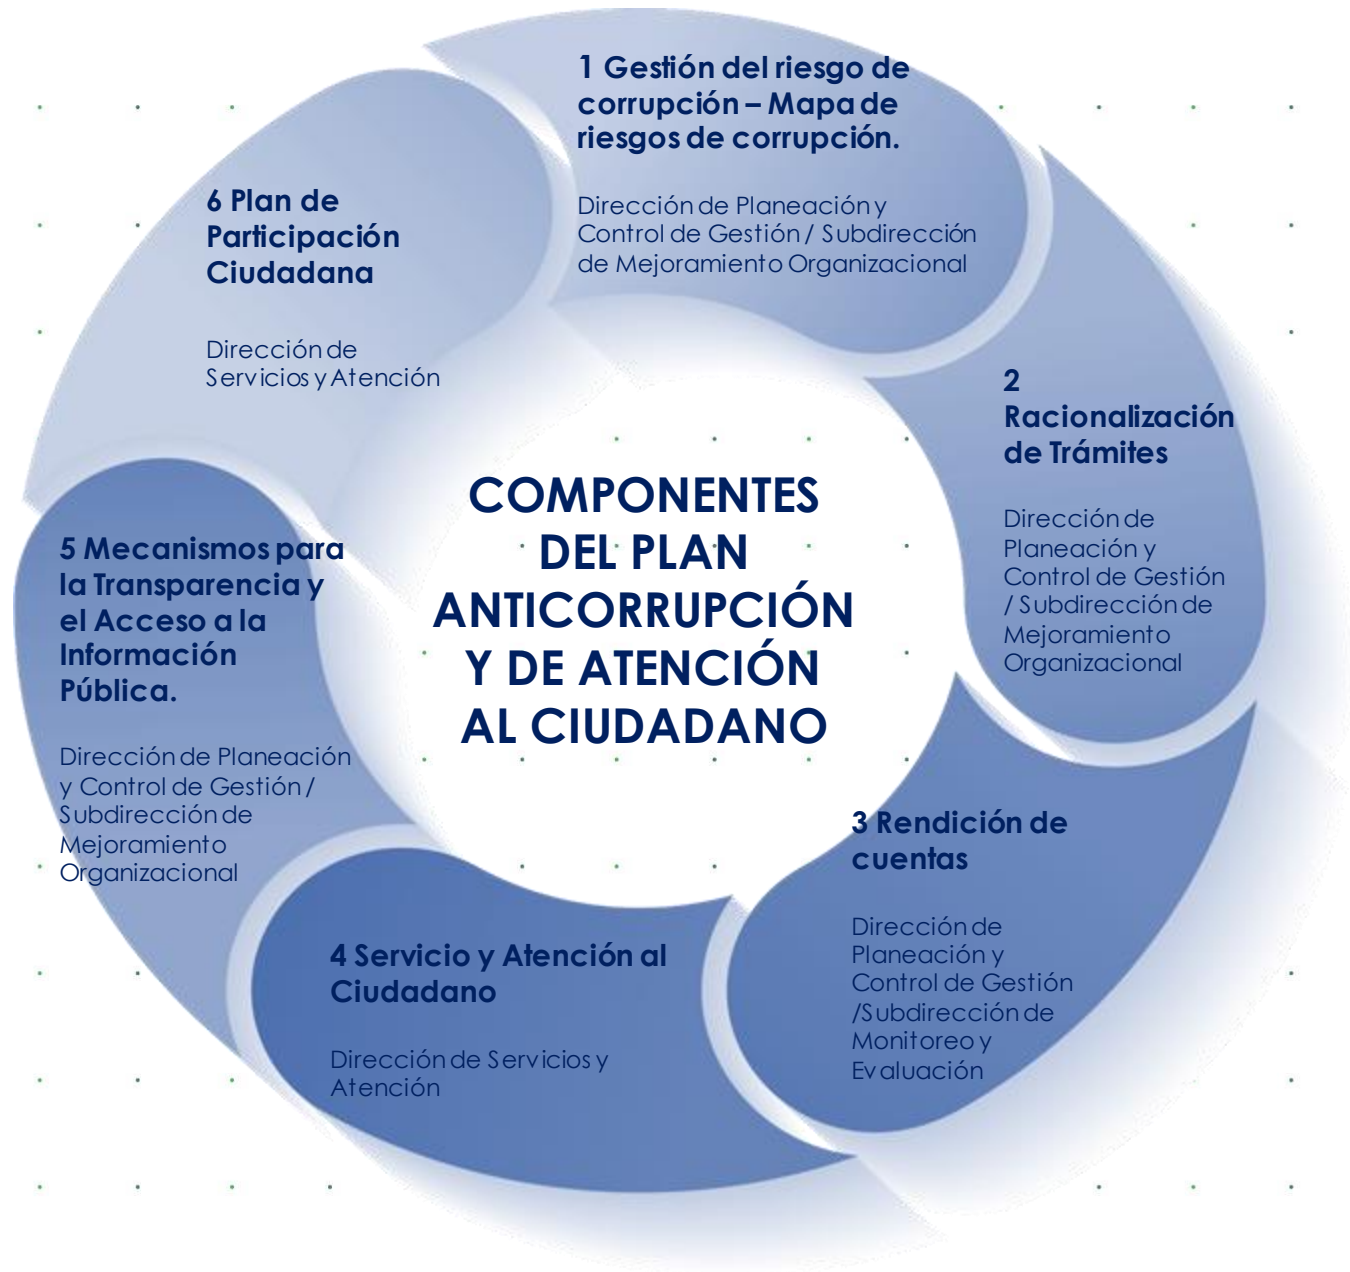 1 Gestión del riesgo de
corrupción – Mapa de
riesgos de corrupción.
Dirección de Planeación y
Control de Gestión / Subdirección
de Mejoramiento Organizacional
2
Racionalización
de Trámites
Dirección de
Planeación y
Control de Gestión
/ Subdirección de
Mejoramiento
Organizacional
3 Rendición de
cuentas
Dirección de
Planeación y
Control de Gestión
/Subdirección de
Monitoreo y
Evaluación
4 Servicio y Atención al
Ciudadano
Dirección de Servicios y
Atención
5 Mecanismos para
la Transparencia y
el Acceso a la
Información
Pública.
Dirección de Planeación
y Control de Gestión /
Subdirección de
Mejoramiento
Organizacional
6 Plan de
Participación
Ciudadana
Dirección de
Servicios y Atención
COMPONENTES
DEL PLAN
ANTICORRUPCIÓN
Y DE ATENCIÓN
AL CIUDADANO